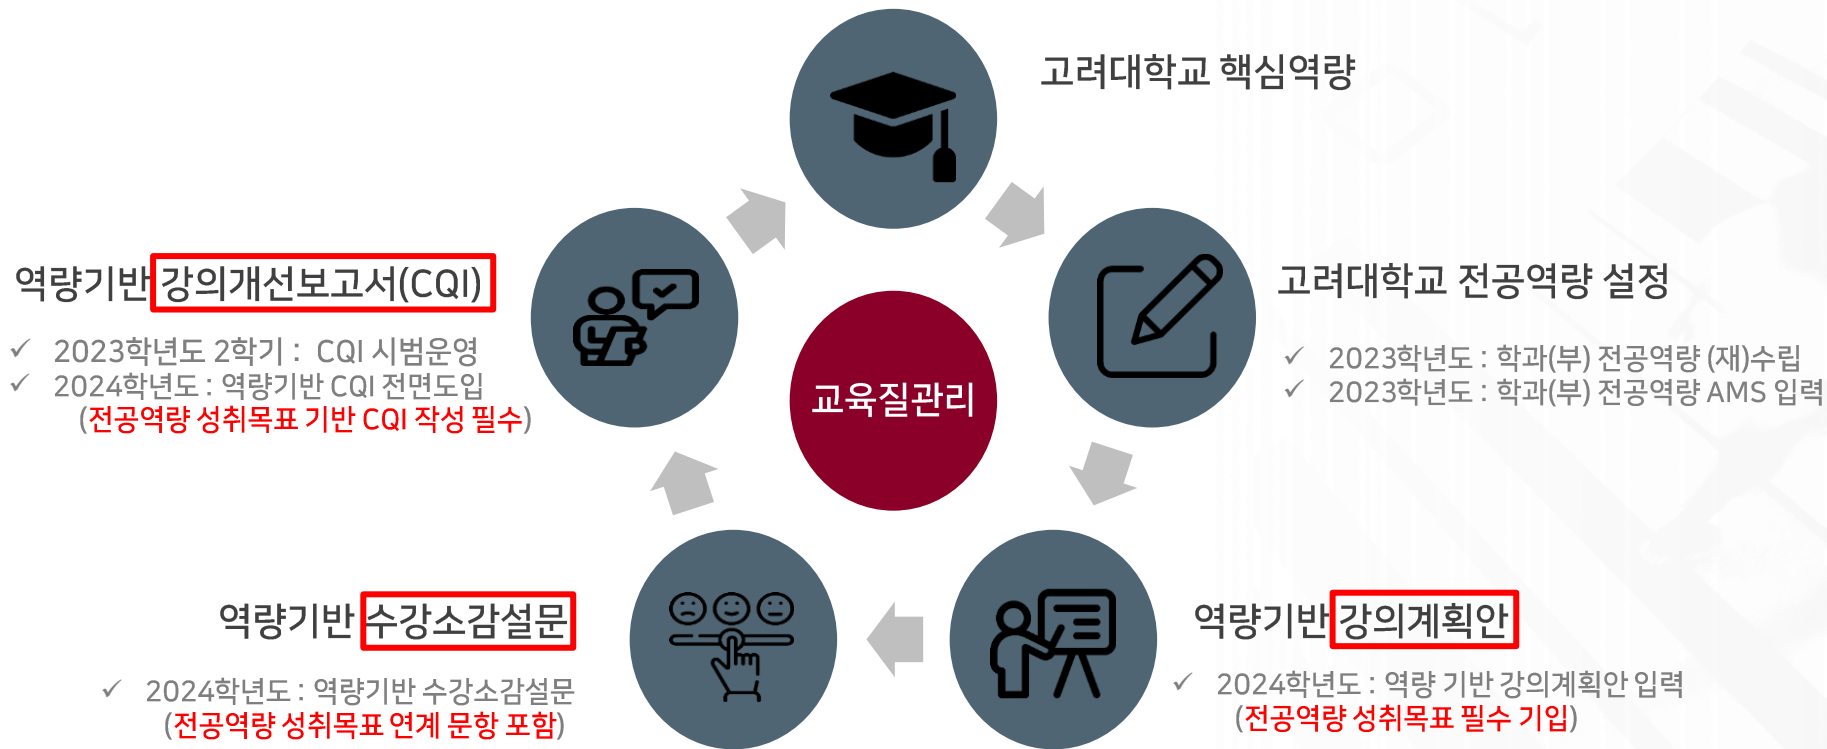 고려대학교 핵심역량
고려대학교 전공역량 설정
✓ 2023학년도 : 학과(부) 전공역량 (재)수립
✓ 2023학년도 : 학과(부) 전공역량 AMS 입력
역량기반 강의계획안
✓ 2024학년도 : 역량 기반 강의계획안 입력
(전공역량 성취목표 필수 기입)
역량기반 수강소감설문
✓ 2024학년도 : 역량기반 수강소감설문
(전공역량 성취목표 연계 문항 포함)
역량기반 강의개선보고서(CQI)
✓ 2023학년도 2학기 : CQI 시범운영
✓ 2024학년도 : 역량기반 CQI 전면도입
(전공역량 성취목표 기반 CQI 작성 필수)
교육질관리